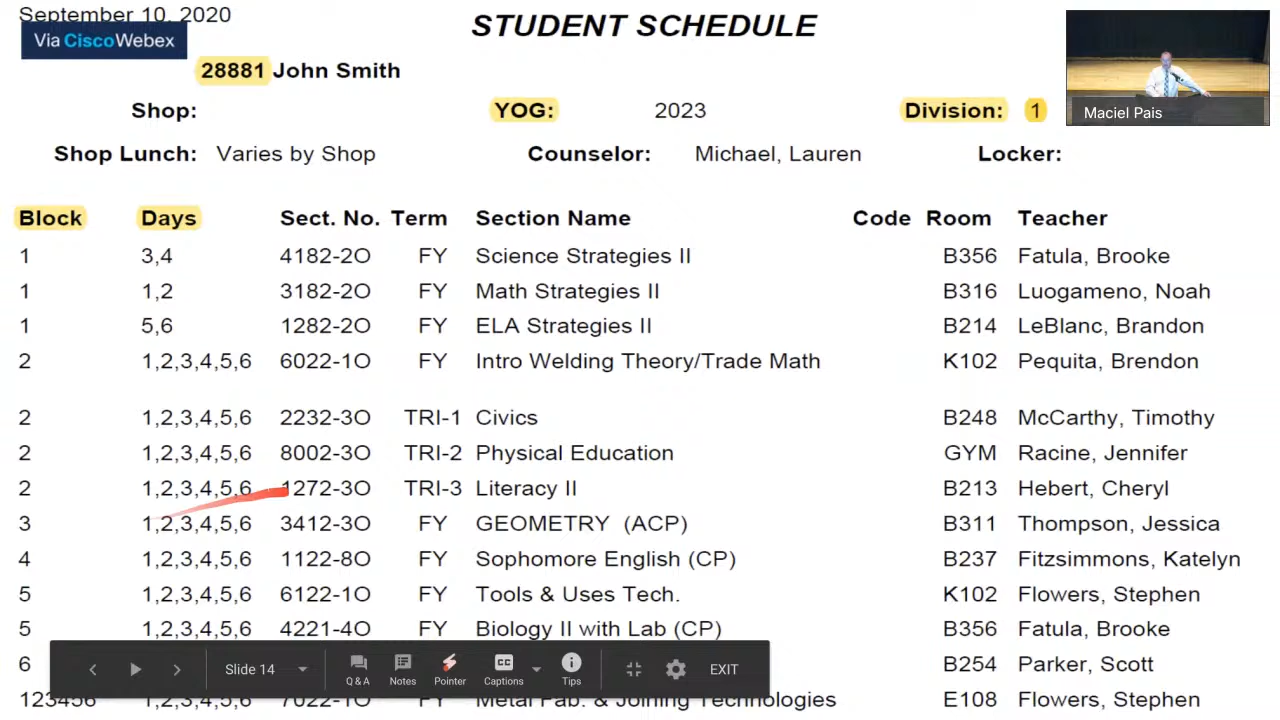 September 10, 2020
STUDENT SCHEDULE
Via Cisco Webex
28881 John Smith
Maciel Pais
Shop: YOG: 2023 Division: 1
Shop Lunch: Varies by Shop Counselor: Michael, Lauren Locker:
Block Days Sect. No. Term Section Name Code Room Teacher
1 3,4 4182-2O FY Science Strategies II B356 Fatula, Brooke
1 1,2 3182-2O FY Math Strategies II B316 Luogameno, Noah
1 5,6 1282-2O FY ELA Strategies II B214 LeBlanc, Brandon
2 1,2,3,4,5,6 6022-1O FY Intro Welding Theory/Trade Math K102 Pequita, Brendon
2 1,2,3,4,5,6 2232-3O TRI-1 Civics B248 McCarthy, Timothy
2 1,2,3,4,5,6 8002-3O TRI-2 Physical Education GYM Racine, Jennifer
2 1,2,3,4,5,6 1272-3O TRI-3 Literacy II B213 Hebert, Cheryl
3 1,2,3,4,5,6 3412-3O FY GEOMETRY (ACP) B311 Thompson, Jessica
4 1,2,3,4,5,6 1122-8O FY Sophomore English (CP) B237 Fitzsimmons, Katelyn
5 1,2,3,4,5,6 6122-1O FY Tools & Uses Tech. K102 Flowers, Stephen
5 1,2,3,4,5,6 4221-4O FY Biology II with Lab (CP) B356 Fatula, Brooke
6 B254 Parker, Scott
Slide 14 Q & A Notes Pointer CC Captions Tips EXIT
123456 1,2,3,4,5,6 7022-1O FY Metal Fab. & Joining Technologies E108 Flowers, Stephen